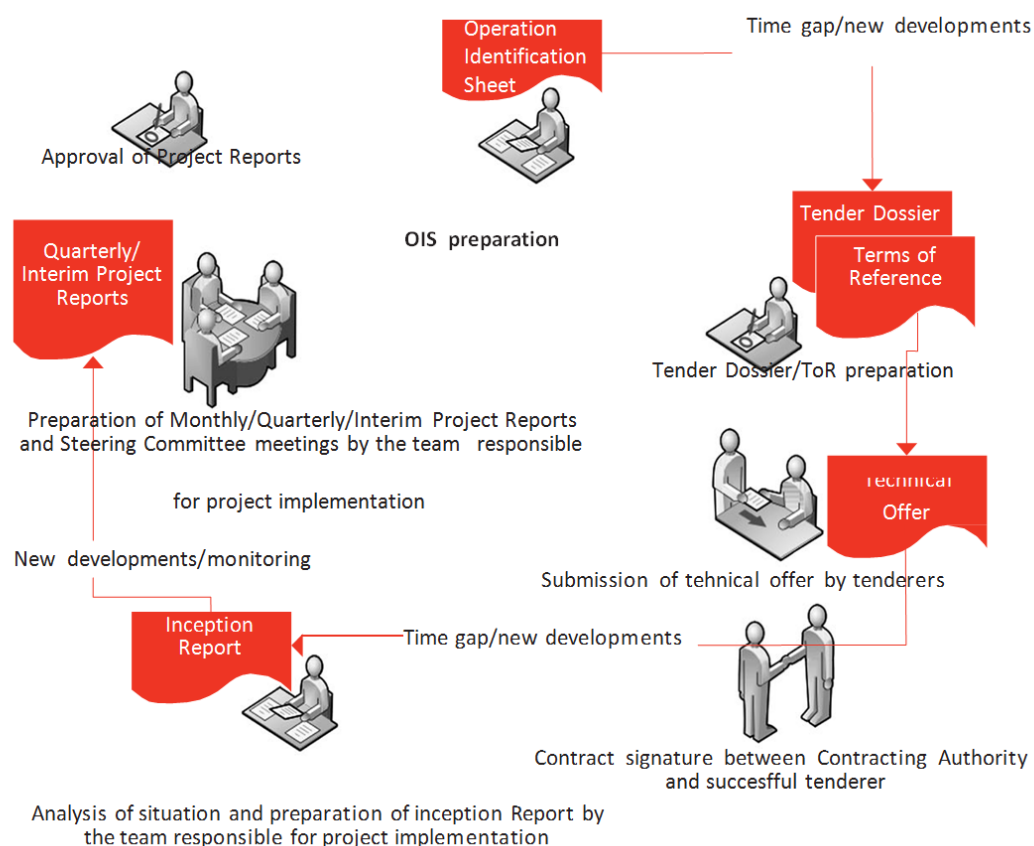 Operation
Identification
Sheet
Time gap/new developments
Approval of Project Reports
OIS preparation
Tender Dossier
Terms of
Reference
Tender Dossier/ToR preparation
Quarterly/
Interim Project
Reports
Preparation of Monthly/Quarterly/Interim Project Reports
and Steering Committee meetings by the team responsible
for project implementation
Technical
Offer
Submission of tehnical offer by tenderers
New developments/monitoring
Inception
Report
Time gap/new developments
Contract signature between Contracting Authority
and succesfful tenderer
Analysis of situation and preparation of inception Report by
the team responsible for project implementation